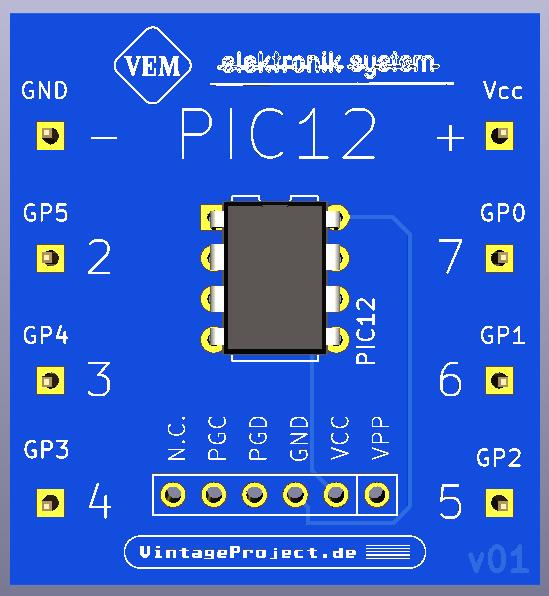 VEM elektronik system
GND Vcc
− PIC12 +
GP5 GP0
2 7
GP4 GP1
PIC12
3 6
GP3 GP2
N.C. PGC PGD GND VCC VPP
4 5
VintageProject.de
v01